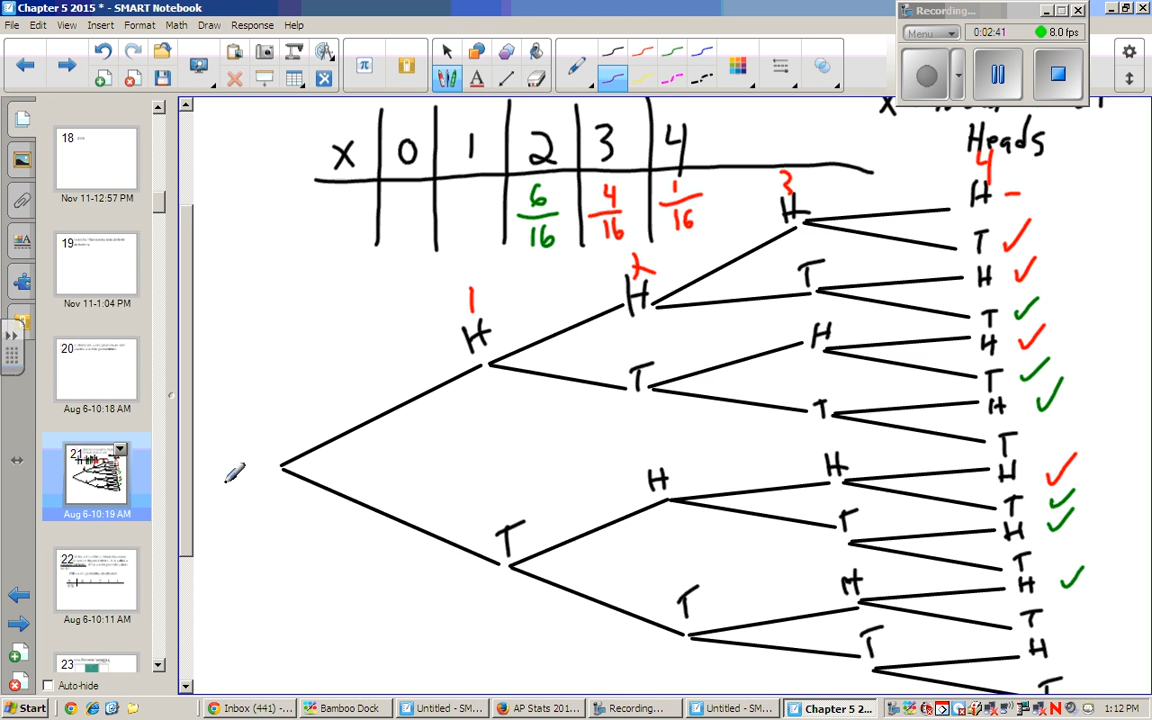 Chapter 5 2015 * - SMART Notebook
File Edit View Insert Format Math Draw Response Help
Recording...
Menu 0:02:41 8.0 fps
18
Nov 11-12:57 PM
19
Nov 11-1:04 PM
20
Aug 6-10:18 AM
21
Aug 6-10:19 AM
22
Aug 6-10:11 AM
23
Auto-hide
Heads
X 0 1 2 3 4
6/16 4/16 1/16
4
3
H
H
T
2
H
T
H
T
1
H
H
T
T
H
T
T
H
T
H
H
H
T
T
T
H
T
H
T
H
T
T
H
T
Start Inbox (441) -... Bamboo Dock Untitled - SM... AP Stats 201... Recording... Untitled - SM... Chapter 5 2... 1:12 PM